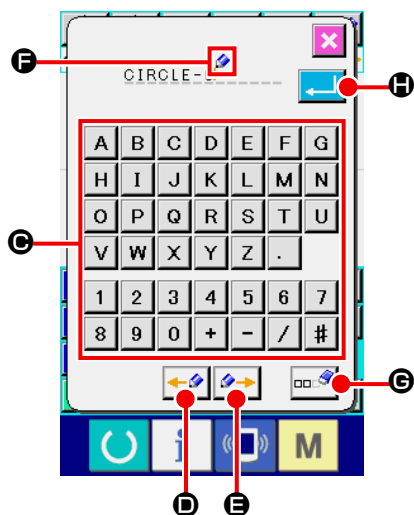 F
CIRCLE-
H
A B C D E F G
H I J K L M N
O P Q R S T U
C
V W X Y Z .
1 2 3 4 5 6 7
8 9 0 + - / #
G
i M
D E